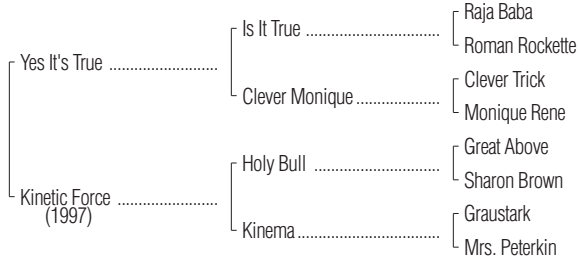 Raja Baba
Is It True ..............................
Roman Rockette
Yes It's True ........................
Clever Trick
Clever Monique ...................
Monique Rene
Great Above
Holy Bull ...........................
Sharon Brown
Kinetic Force ......................
(1997)
Graustark
Kinema ................................
Mrs. Peterkin